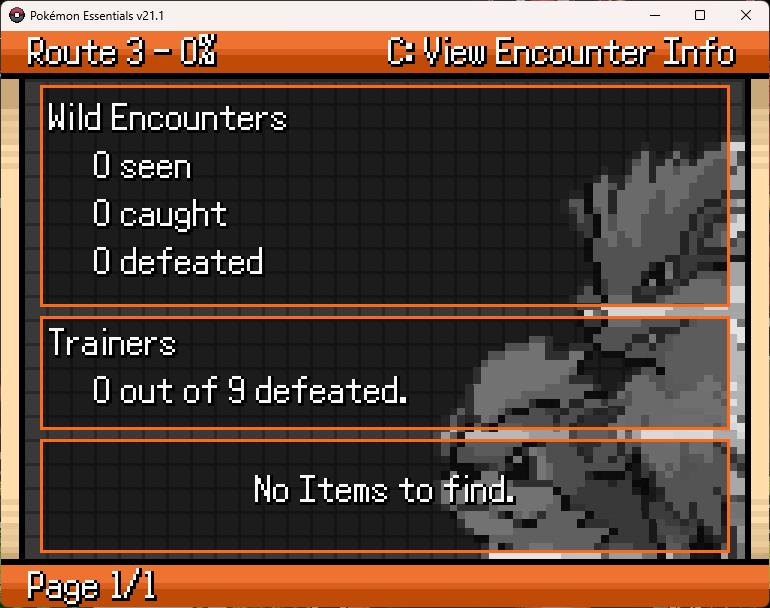 Pokémon Essentials v21.1
Route 3 - 0% C: View Encounter Info
Wild Encounters
0 seen
0 caught
0 defeated
Trainers
0 out of 9 defeated.
No Items to find.
Page 1/1